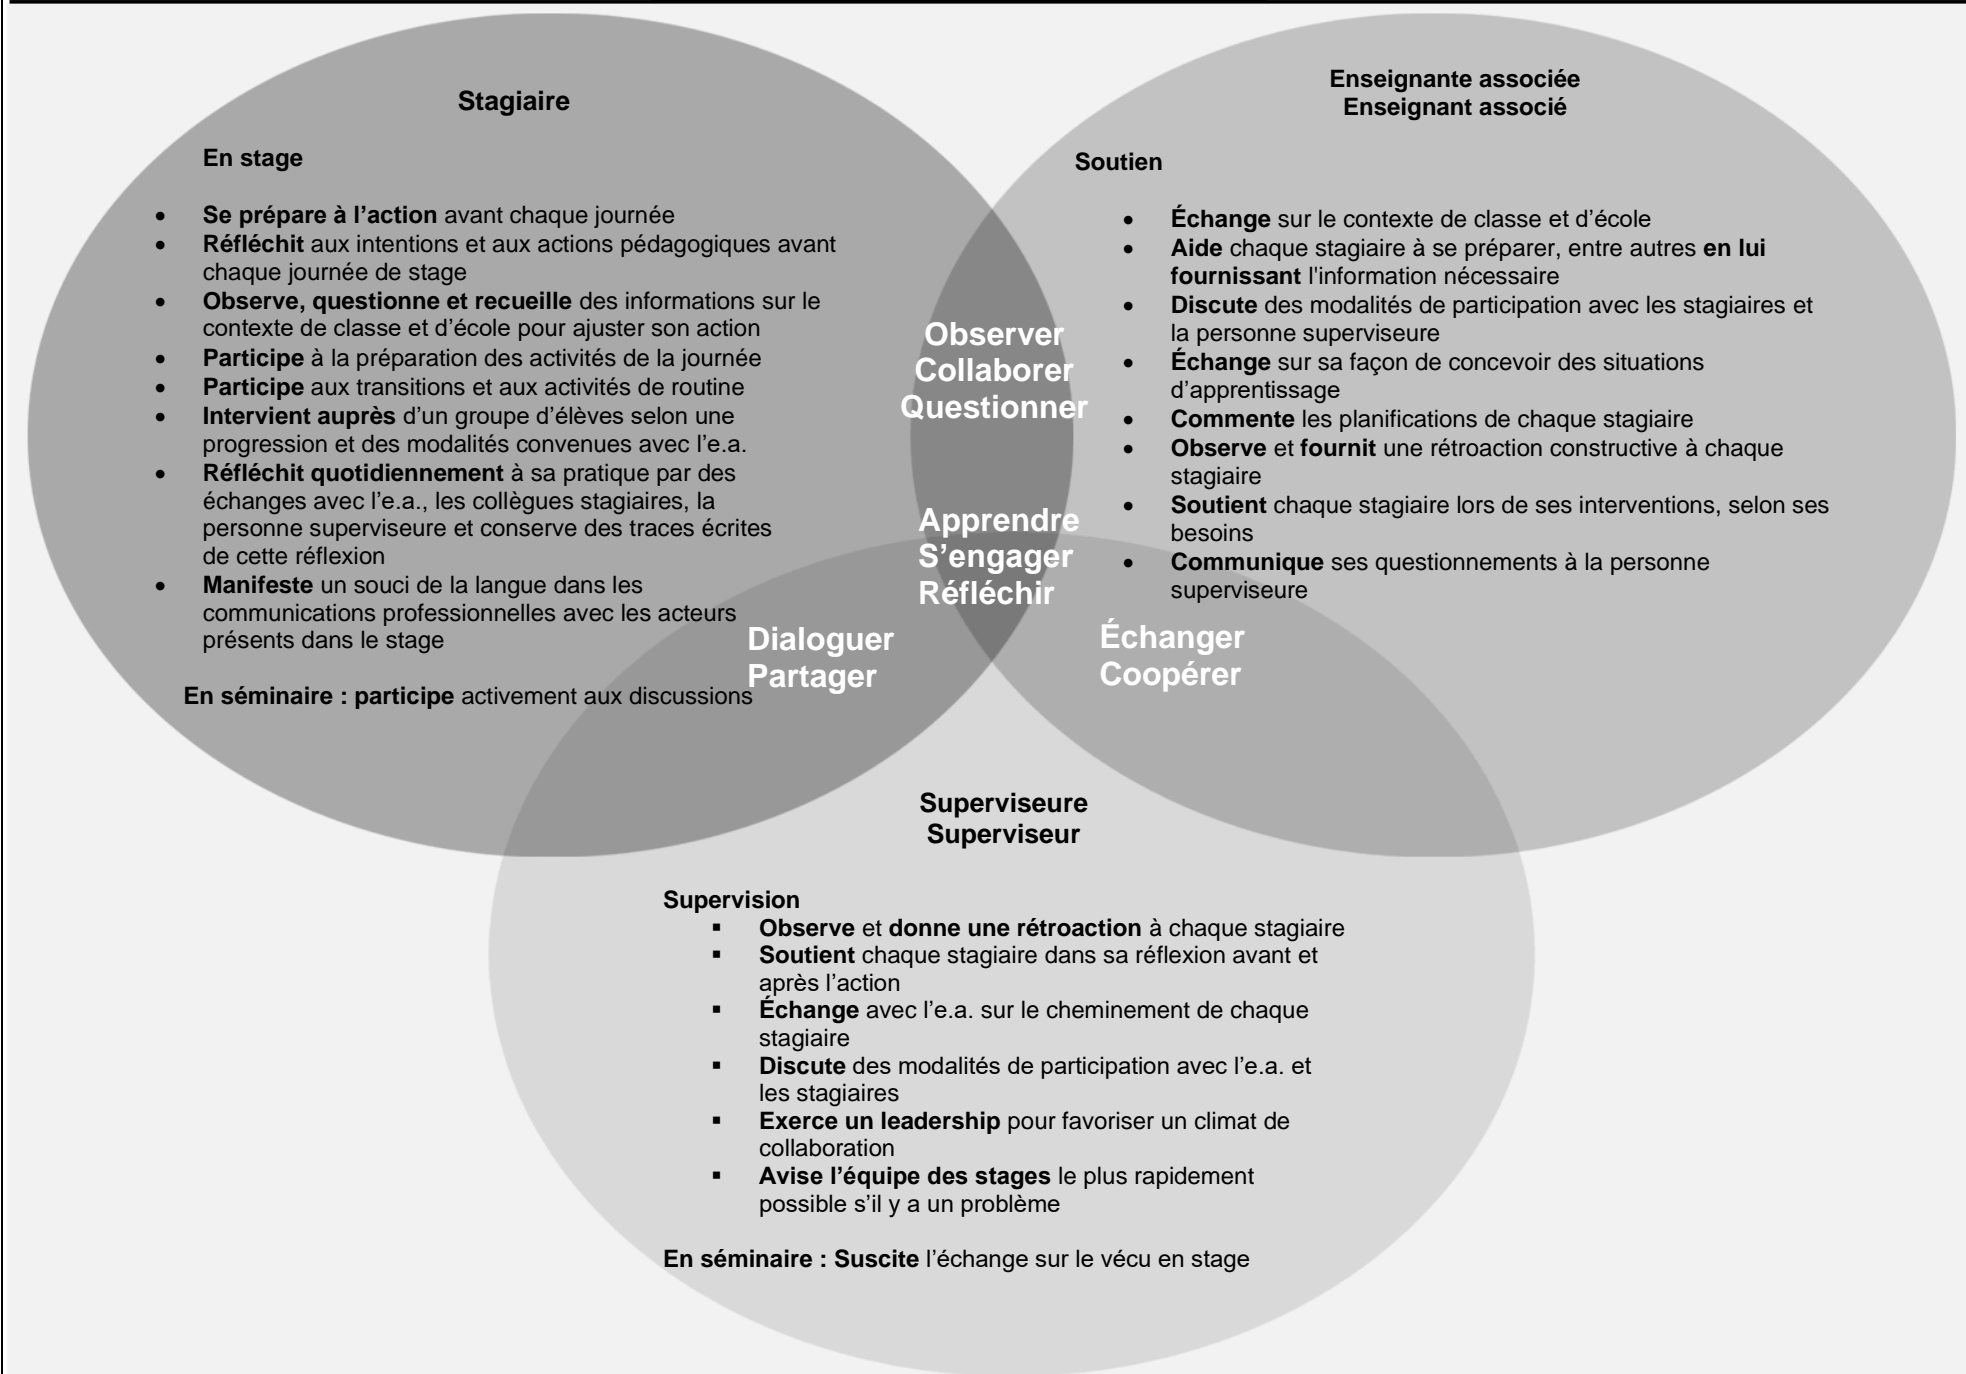 Stagiaire
En stage
• Se prépare à l’action avant chaque journée
• Réfléchit aux intentions et aux actions pédagogiques avant
chaque journée de stage
• Observe, questionne et recueille des informations sur le
contexte de classe et d’école pour ajuster son action
• Participe à la préparation des activités de la journée
• Participe aux transitions et aux activités de routine
• Intervient auprès d’un groupe d’élèves selon une
progression et des modalités convenues avec l’e.a.
• Réfléchit quotidiennement à sa pratique par des
échanges avec l’e.a., les collègues stagiaires, la
personne superviseure et conserve des traces écrites
de cette réflexion
• Manifeste un souci de la langue dans les
communications professionnelles avec les acteurs
présents dans le stage
En séminaire : participe activement aux discussions
Enseignante associée
Enseignant associé
Soutien
• Échange sur le contexte de classe et d’école
• Aide chaque stagiaire à se préparer, entre autres en lui
fournissant l'information nécessaire
• Discute des modalités de participation avec les stagiaires et
la personne superviseure
• Échange sur sa façon de concevoir des situations
d’apprentissage
• Commente les planifications de chaque stagiaire
• Observe et fournit une rétroaction constructive à chaque
stagiaire
• Soutient chaque stagiaire lors de ses interventions, selon ses
besoins
• Communique ses questionnements à la personne
superviseure
Observer
Collaborer
Questionner
Apprendre
S’engager
Réfléchir
Dialoguer
Partager
Échanger
Coopérer
Superviseure
Superviseur
Supervision
▪ Observe et donne une rétroaction à chaque stagiaire
▪ Soutient chaque stagiaire dans sa réflexion avant et
après l’action
▪ Échange avec l’e.a. sur le cheminement de chaque
stagiaire
▪ Discute des modalités de participation avec l’e.a. et
les stagiaires
▪ Exerce un leadership pour favoriser un climat de
collaboration
▪ Avise l’équipe des stages le plus rapidement
possible s’il y a un problème
En séminaire : Suscite l’échange sur le vécu en stage